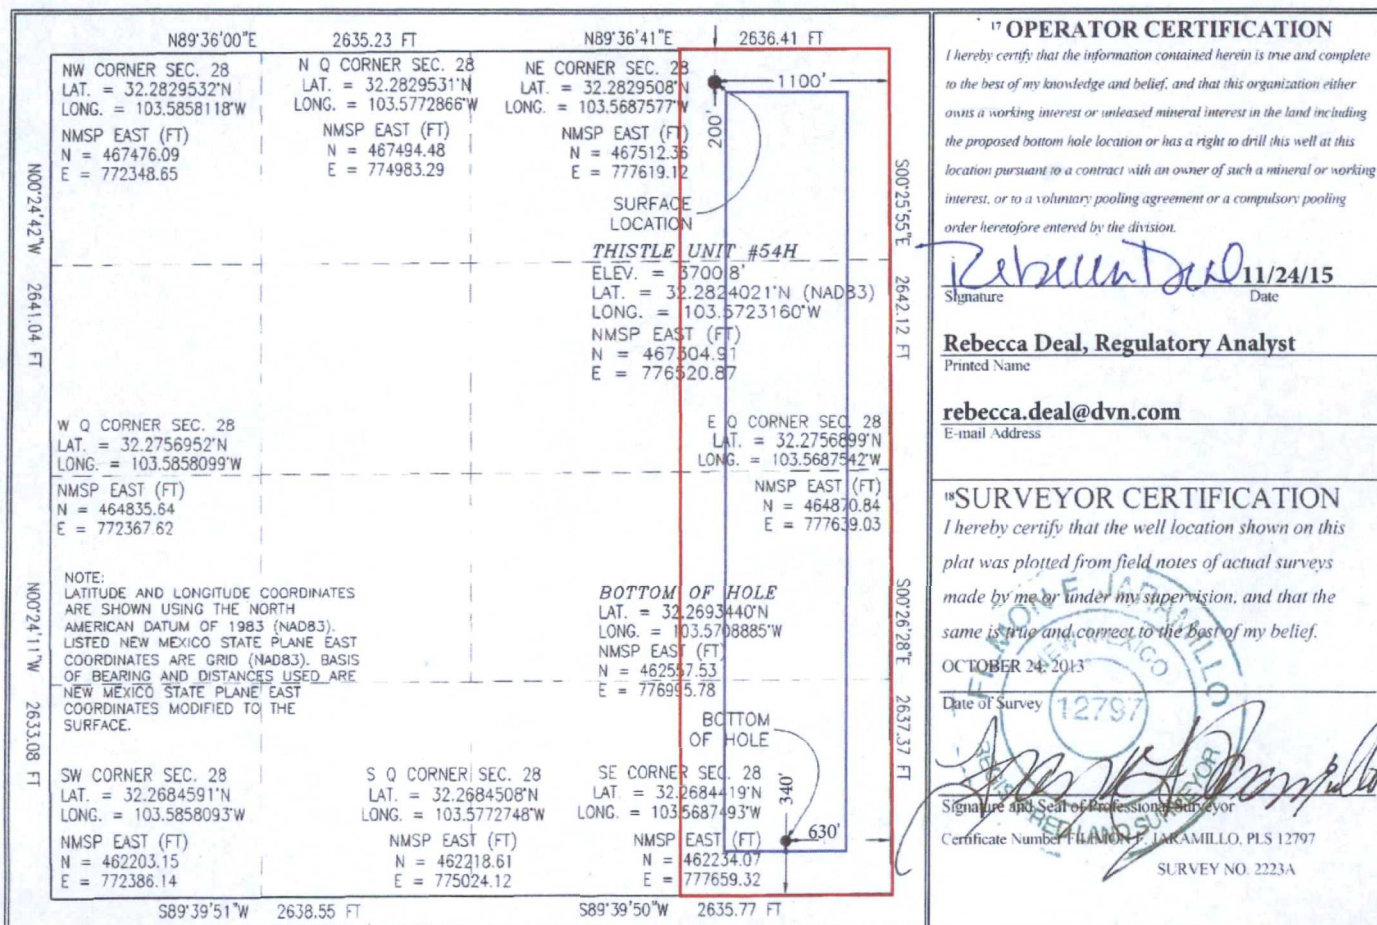 N89°36'00"E 2635.23 FT N89°36'41"E 2636.41 FT
NW CORNER SEC. 28
LAT. = 32.2829532°N
LONG. = 103.5858118°W
NMSP EAST (FT)
N = 467476.09
E = 772348.65
N Q CORNER SEC. 28
LAT. = 32.2829531°N
LONG. = 103.5772866°W
NMSP EAST (FT)
N = 467494.48
E = 774983.29
NE CORNER SEC. 28
LAT. = 32.2829508°N
LONG. = 103.5687577°W
NMSP EAST (FT)
N = 467512.36
E = 777619.12
1100'
200'
SURFACE
LOCATION
THISTLE UNIT #54H
ELEV. = 3700.8'
LAT. = 32.2824021°N (NAD83)
LONG. = 103.5723160°W
NMSP EAST (FT)
N = 467304.91
E = 776520.87
N00°24'42"W 2641.04 FT
S00°25'55"E 2642.12 FT
W Q CORNER SEC. 28
LAT. = 32.2756952°N
LONG. = 103.5858099°W
NMSP EAST (FT)
N = 464835.64
E = 772367.62
E Q CORNER SEC. 28
LAT. = 32.2756899°N
LONG. = 103.5687542°W
NMSP EAST (FT)
N = 464870.84
E = 777639.03
NOTE:
LATITUDE AND LONGITUDE COORDINATES
ARE SHOWN USING THE NORTH
AMERICAN DATUM OF 1983 (NAD83).
LISTED NEW MEXICO STATE PLANE EAST
COORDINATES ARE GRID (NAD83). BASIS
OF BEARING AND DISTANCES USED ARE
NEW MEXICO STATE PLANE EAST
COORDINATES MODIFIED TO THE
SURFACE.
BOTTOM OF HOLE
LAT. = 32.2693440°N
LONG. = 103.5708885°W
NMSP EAST (FT)
N = 462557.53
E = 776995.78
BOTTOM
OF HOLE
N00°24'11"W 2633.08 FT
S00°26'28"E 2637.37 FT
SW CORNER SEC. 28
LAT. = 32.2684591°N
LONG. = 103.5858093°W
NMSP EAST (FT)
N = 462203.15
E = 772386.14
S Q CORNER SEC. 28
LAT. = 32.2684508°N
LONG. = 103.5772748°W
NMSP EAST (FT)
N = 462218.61
E = 775024.12
SE CORNER SEC. 28
LAT. = 32.2684419°N
LONG. = 103.5687493°W
NMSP EAST (FT)
N = 462234.07
E = 777659.32
340'
630'
S89°39'51"W 2638.55 FT S89°39'50"W 2635.77 FT
17 OPERATOR CERTIFICATION
I hereby certify that the information contained herein is true and complete
to the best of my knowledge and belief, and that this organization either
owns a working interest or unleased mineral interest in the land including
the proposed bottom hole location or has a right to drill this well at this
location pursuant to a contract with an owner of such a mineral or working
interest, or to a voluntary pooling agreement or a compulsory pooling
order heretofore entered by the division.
Rebecca Deal 11/24/15
Signature Date
Rebecca Deal, Regulatory Analyst
Printed Name
rebecca.deal@dvn.com
E-mail Address
18 SURVEYOR CERTIFICATION
I hereby certify that the well location shown on this
plat was plotted from field notes of actual surveys
made by me or under my supervision, and that the
same is true and correct to the best of my belief.
OCTOBER 24, 2013
Date of Survey
FILIMON F. JARAMILLO
NEW MEXICO
12797
REGISTERED LAND SURVEYOR
Signature and Seal of Professional Surveyor
Certificate Number FILIMON F. JARAMILLO, PLS 12797
SURVEY NO. 2223A